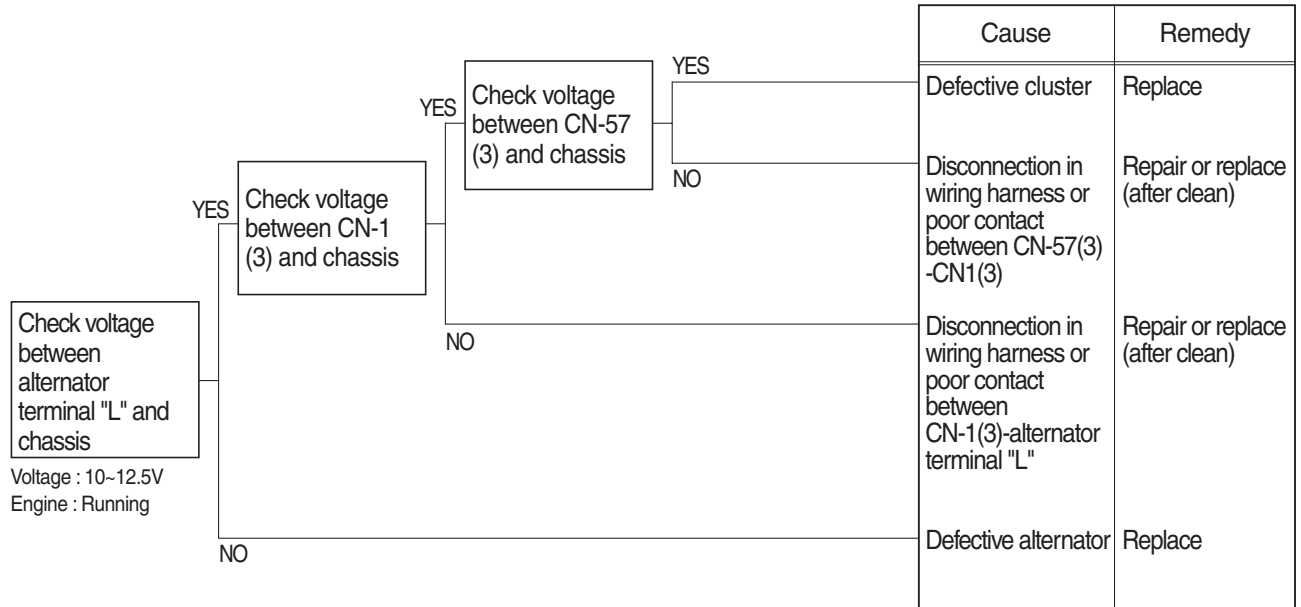 Cause
Remedy
YES
Defective cluster
Replace
YES
Check voltage
between CN-57
(3) and chassis
NO
Disconnection in
wiring harness or
poor contact
between CN-57(3)
-CN1(3)
Repair or replace
(after clean)
YES
Check voltage
between CN-1
(3) and chassis
NO
Disconnection in
wiring harness or
poor contact
between
CN-1(3)-alternator
terminal "L"
Repair or replace
(after clean)
Check voltage
between
alternator
terminal "L" and
chassis
Voltage : 10~12.5V
Engine : Running
NO
Defective alternator
Replace